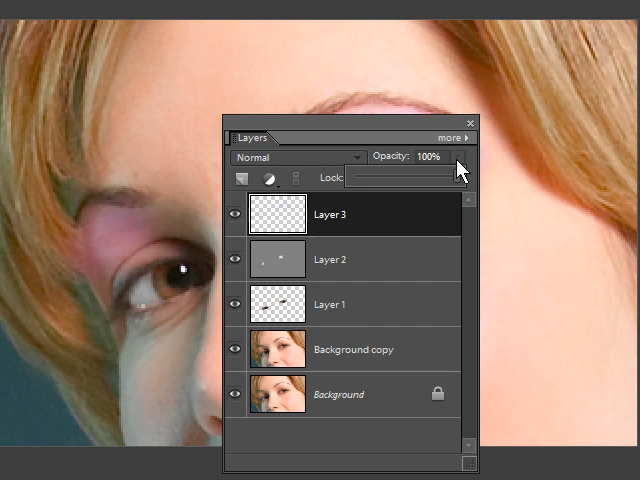 Layers
more
Normal
Opacity: 100%
Lock:
Layer 3
Layer 2
Layer 1
Background copy
Background